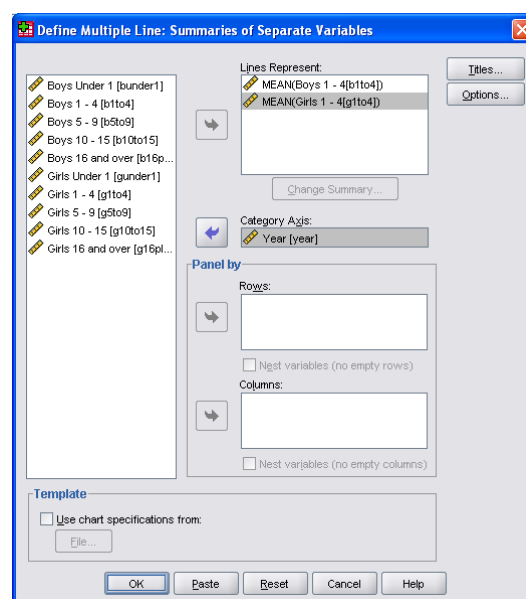 Define Multiple Line: Summaries of Separate Variables
Boys Under 1 [bunder1]
Boys 1 - 4 [b1to4]
Boys 5 - 9 [b5to9]
Boys 10 - 15 [b10to15]
Boys 16 and over [b16p...
Girls Under 1 [gunder1]
Girls 1 - 4 [g1to4]
Girls 5 - 9 [g5to9]
Girls 10 - 15 [g10to15]
Girls 16 and over [g16pl...
Lines Represent:
MEAN(Boys 1 - 4[b1to4])
MEAN(Girls 1 - 4[g1to4])
Change Summary...
Category Axis:
Year [year]
Panel by
Rows:
Nest variables (no empty rows)
Columns:
Nest variables (no empty columns)
Titles...
Options...
Template
Use chart specifications from:
File...
OK
Paste
Reset
Cancel
Help